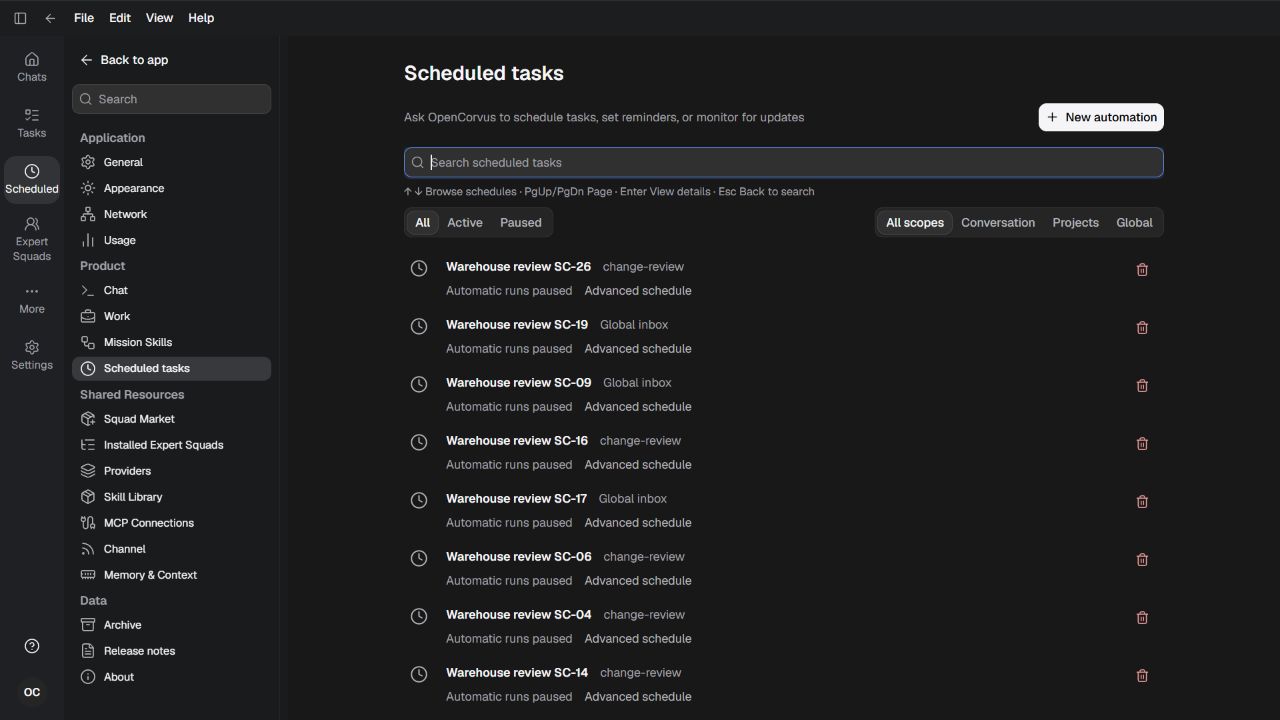 File Edit View Help
Chats
Tasks
Scheduled
Expert
Squads
More
Settings
OC
Back to app
Search
Application
General
Appearance
Network
Usage
Product
Chat
Work
Mission Skills
Scheduled tasks
Shared Resources
Squad Market
Installed Expert Squads
Providers
Skill Library
MCP Connections
Channel
Memory & Context
Data
Archive
Release notes
About
Scheduled tasks
Ask OpenCorvus to schedule tasks, set reminders, or monitor for updates
+ New automation
Search scheduled tasks
↑↓ Browse schedules · PgUp/PgDn Page · Enter View details · Esc Back to search
All Active Paused
All scopes Conversation Projects Global
Warehouse review SC-26 change-review
Automatic runs paused Advanced schedule
Warehouse review SC-19 Global inbox
Automatic runs paused Advanced schedule
Warehouse review SC-09 Global inbox
Automatic runs paused Advanced schedule
Warehouse review SC-16 change-review
Automatic runs paused Advanced schedule
Warehouse review SC-17 Global inbox
Automatic runs paused Advanced schedule
Warehouse review SC-06 change-review
Automatic runs paused Advanced schedule
Warehouse review SC-04 change-review
Automatic runs paused Advanced schedule
Warehouse review SC-14 change-review
Automatic runs paused Advanced schedule